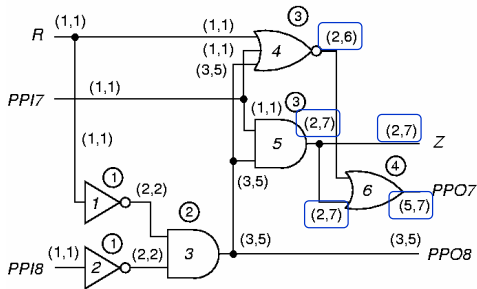 (1,1) 3
R (1,1) 4 (2,6)
(1,1)
(3,5)
PPI7 (1,1) (1,1) 3
(2,7) (2,7)
(1,1) 5 Z
4
1 (2,2) 2 (3,5) 6 PPO7
1 (2,7) (5,7)
(1,1) 1 (2,2) 3 (3,5) (3,5)
PPI8 2 PPO8